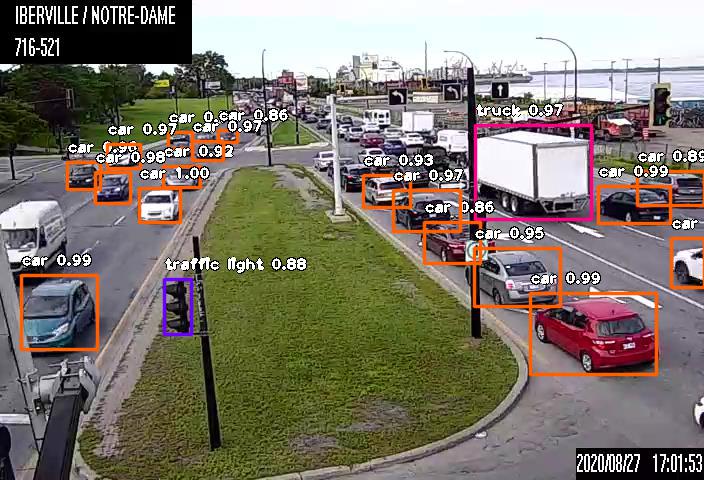 IBERVILLE / NOTRE-DAME
716-521
car 0.86
car 0.97
car 0.97
car 0.92
car 0.98
car 1.00
car 0.93
car 0.97
truck 0.97
car 0.89
car 0.99
car 0.86
car
car 0.95
car 0.99
car 0.99
traffic light 0.88
2020/08/27 17:01:53